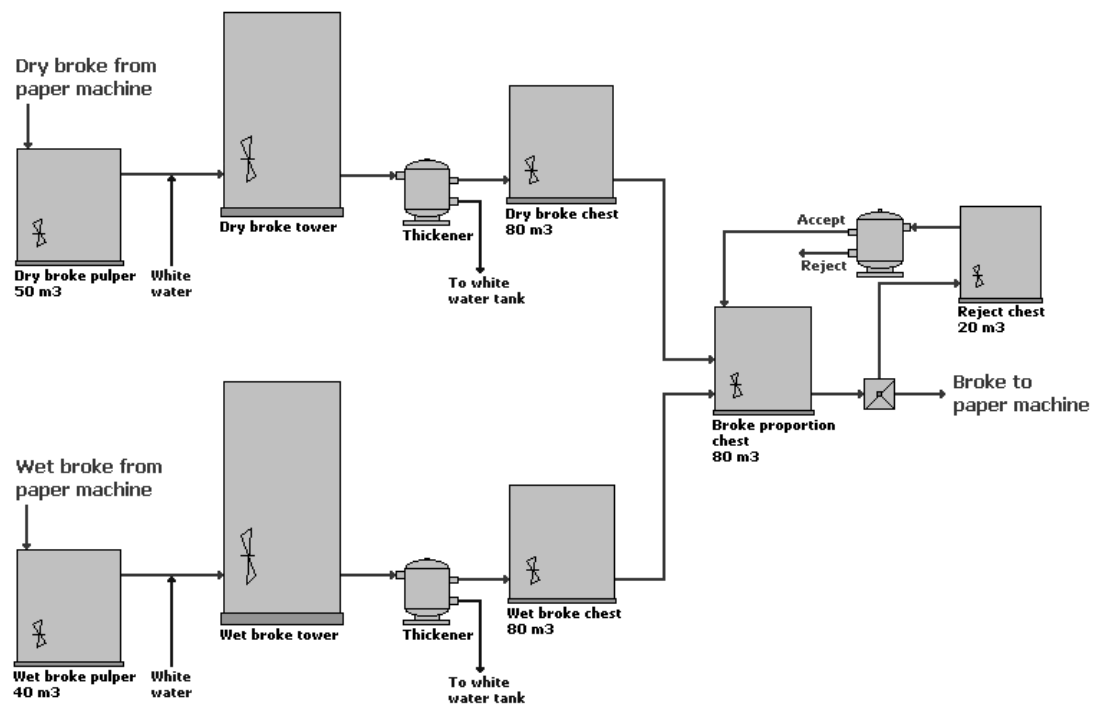 Dry broke from
paper machine
Dry broke pulper
50 m3
White
water
Dry broke tower
Thickener
To white
water tank
Dry broke chest
80 m3
Accept
Reject
Reject chest
20 m3
Broke proportion
chest
80 m3
Broke to
paper machine
Wet broke from
paper machine
Wet broke pulper
40 m3
White
water
Wet broke tower
Thickener
To white
water tank
Wet broke chest
80 m3